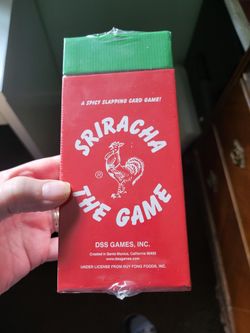 A SPICY SLAPPING CARD GAME!
SRIRACHA
®
THE GAME
DSS GAMES, INC.
Created in Santa Monica, California 90405
www.dssgames.com
UNDER LICENSE FROM HUY FONG FOODS, INC.